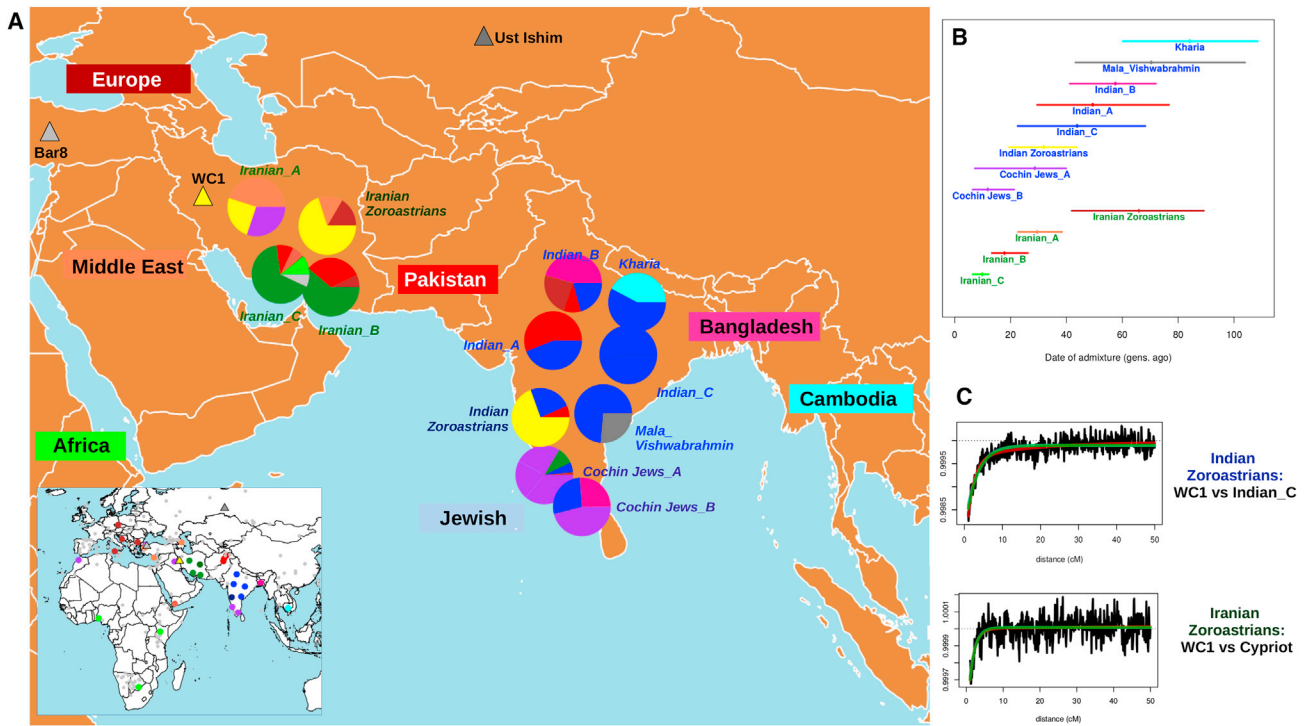 A
Ust Ishim
Europe
Bar8
WC1
Iranian_A
Iranian
Zoroastrians
Middle East
Pakistan
Iranian_C
Iranian_B
Indian_B
Kharia
Bangladesh
Indian_A
Indian_C
Cambodia
Indian
Zoroastrians
Mala_
Vishwabrahmin
Africa
Cochin Jews_A
Cochin Jews_B
Jewish
B
Kharia
Mala_Vishwabrahmin
Indian_B
Indian_A
Indian_C
Indian Zoroastrians
Cochin Jews_A
Cochin Jews_B
Iranian Zoroastrians
Iranian_A
Iranian_B
Iranian_C
0 20 40 60 80 100
Date of admixture (gens. ago)
C
0.9995
0.9985
0 10 20 30 40 50
distance (cM)
Indian
Zoroastrians:
WC1 vs Indian_C
1.0001
0.9999
0.9997
0 10 20 30 40 50
distance (cM)
Iranian
Zoroastrians:
WC1 vs Cypriot